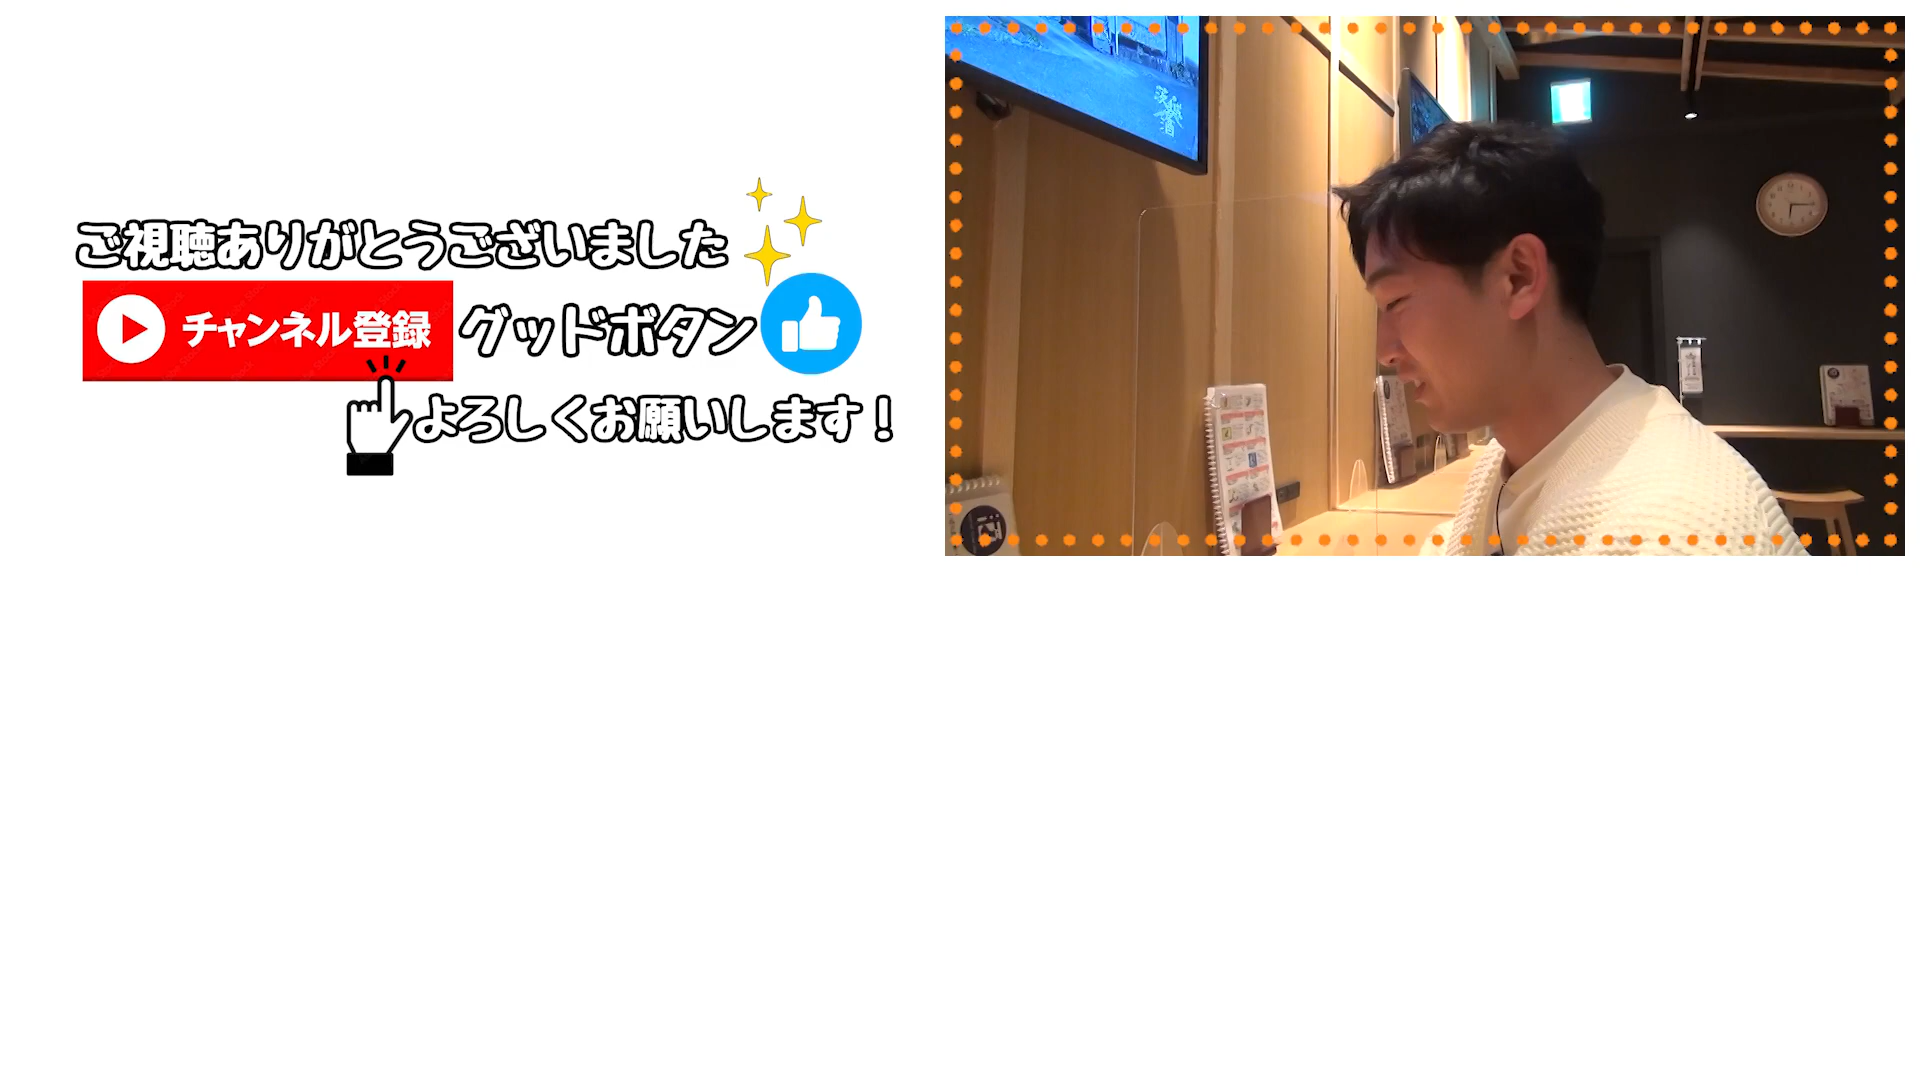 ご視聴ありがとうございました
チャンネル登録 グッドボタン
よろしくお願いします！